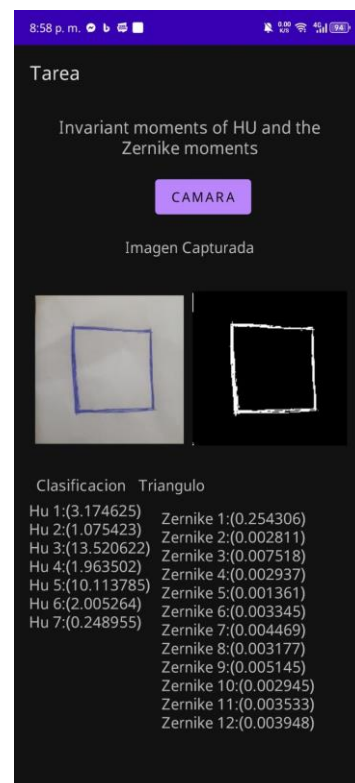 8:58 p. m.
0.00 K/S 4G 94
Tarea
Invariant moments of HU and the
Zernike moments
CAMARA
Imagen Capturada
Clasificacion Triangulo
Hu 1:(3.174625)
Hu 2:(1.075423)
Hu 3:(13.520622)
Hu 4:(1.963502)
Hu 5:(10.113785)
Hu 6:(2.005264)
Hu 7:(0.248955)
Zernike 1:(0.254306)
Zernike 2:(0.002811)
Zernike 3:(0.007518)
Zernike 4:(0.002937)
Zernike 5:(0.001361)
Zernike 6:(0.003345)
Zernike 7:(0.004469)
Zernike 8:(0.003177)
Zernike 9:(0.005145)
Zernike 10:(0.002945)
Zernike 11:(0.003533)
Zernike 12:(0.003948)